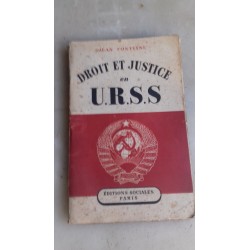 DROIT ET JUSTICE
en
U.R.S.S
EDITIONS SOCIALES
PARIS